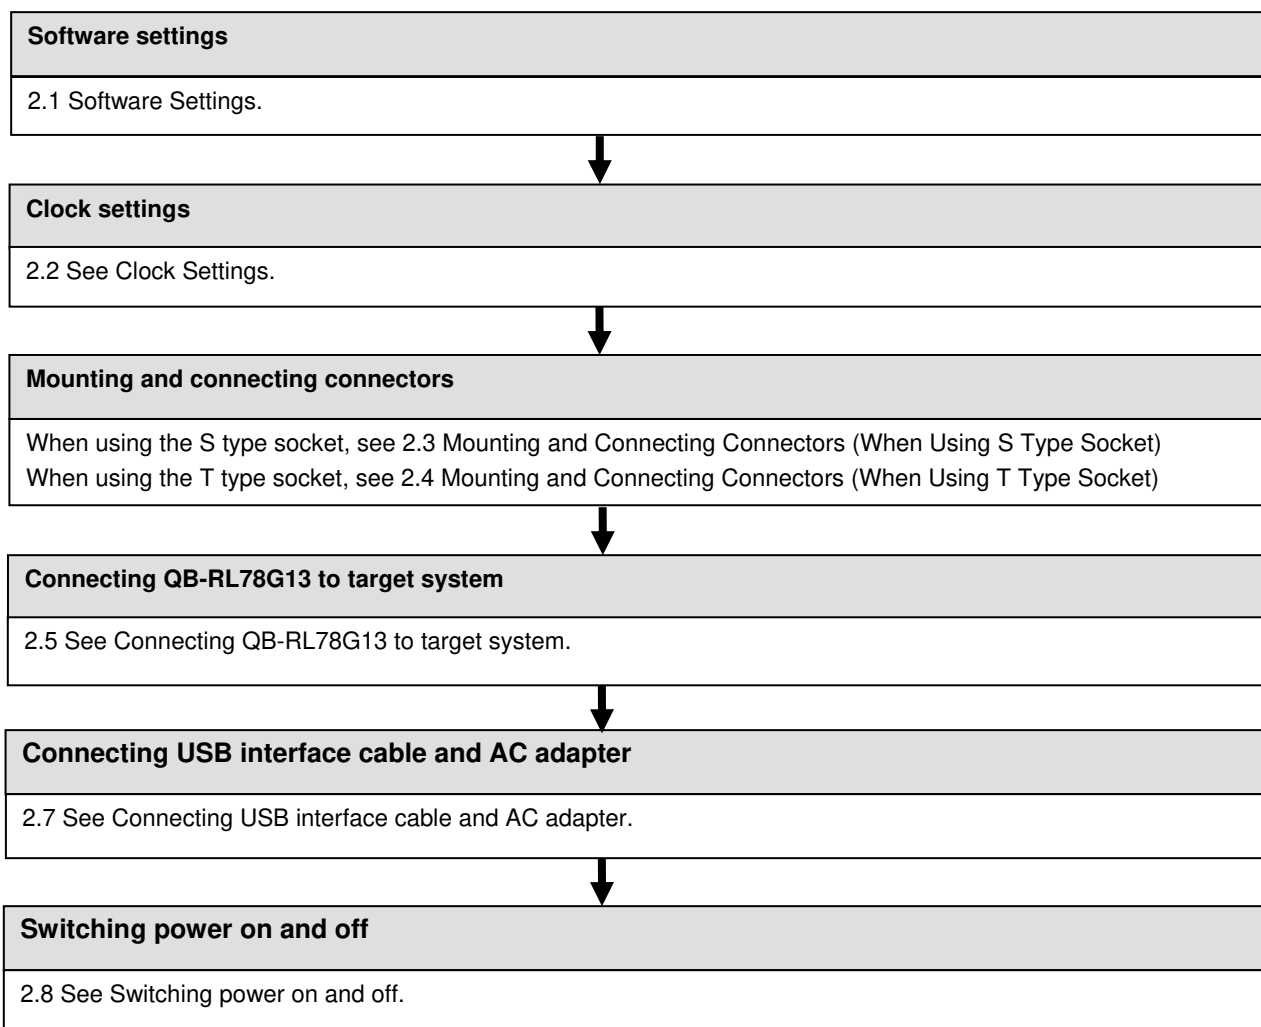 Software settings
2.1 Software Settings.
Clock settings
2.2 See Clock Settings.
Mounting and connecting connectors
When using the S type socket, see 2.3 Mounting and Connecting Connectors (When Using S Type Socket)
When using the T type socket, see 2.4 Mounting and Connecting Connectors (When Using T Type Socket)
Connecting QB-RL78G13 to target system
2.5 See Connecting QB-RL78G13 to target system.
Connecting USB interface cable and AC adapter
2.7 See Connecting USB interface cable and AC adapter.
Switching power on and off
2.8 See Switching power on and off.